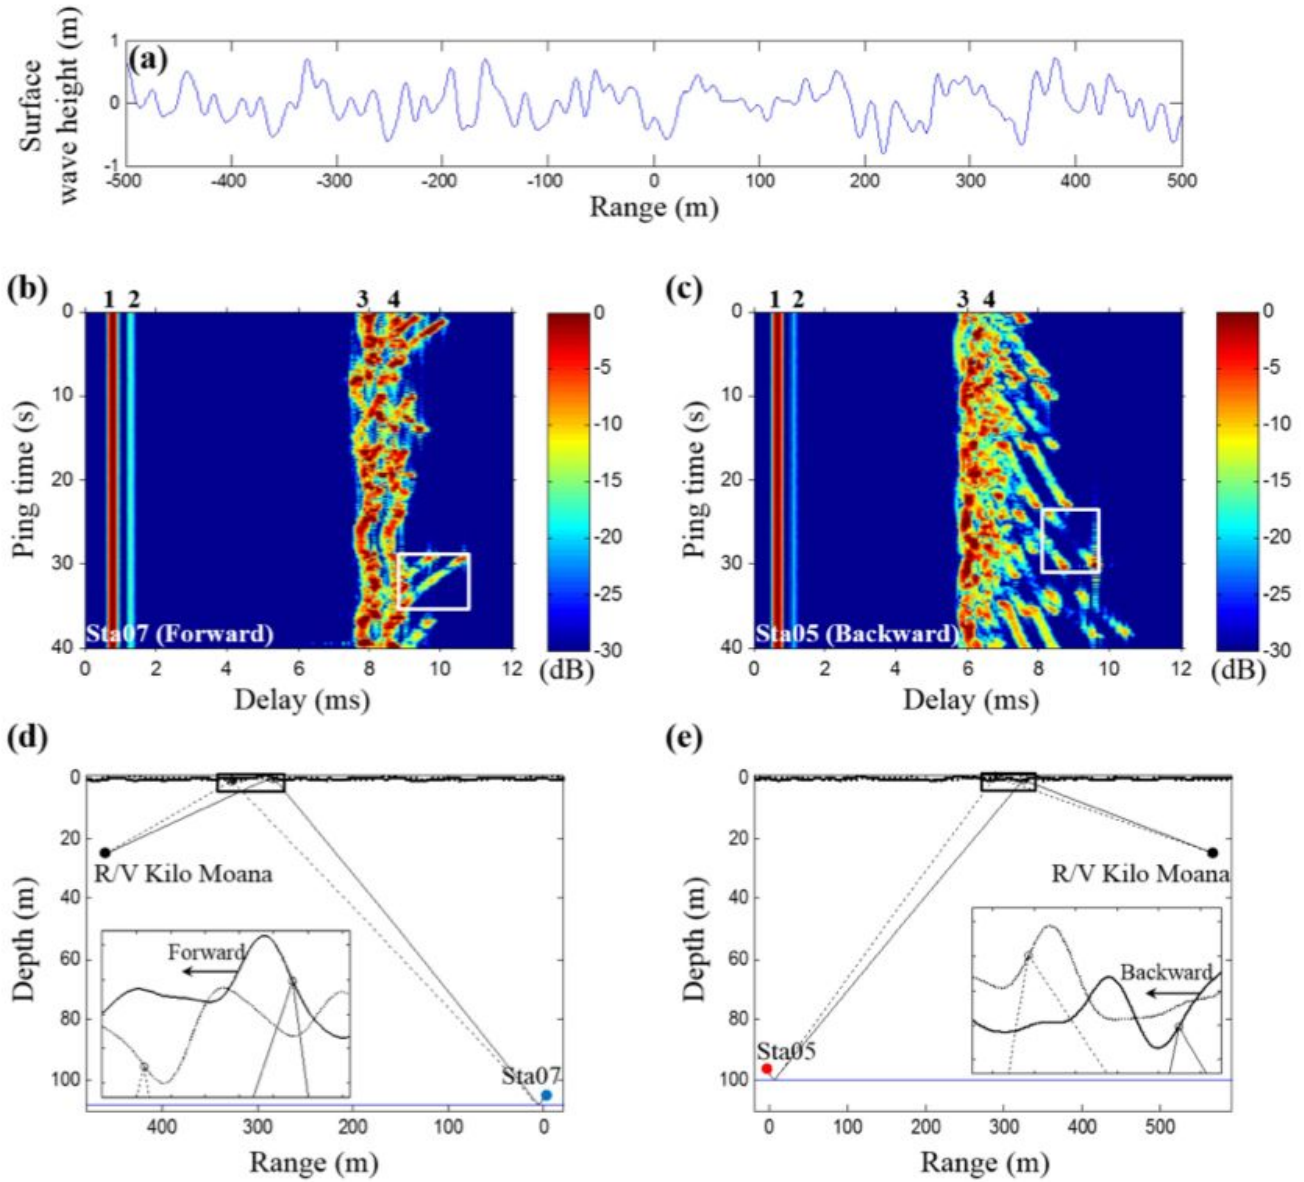 (a)
Surface
wave height (m)
1
0
-1
-500 -400 -300 -200 -100 0 100 200 300 400 500
Range (m)
(b)
1 2 3 4
Ping time (s)
0
10
20
30
40
Sta07 (Forward)
0 2 4 6 8 10 12
Delay (ms)
0
-5
-10
-15
-20
-25
-30
(dB)
(c)
1 2 3 4
Ping time (s)
0
10
20
30
40
Sta05 (Backward)
0 2 4 6 8 10 12
Delay (ms)
0
-5
-10
-15
-20
-25
-30
(dB)
(d)
Depth (m)
0
20
40
60
80
100
R/V Kilo Moana
Forward
Sta07
400 300 200 100 0
Range (m)
(e)
Depth (m)
0
20
40
60
80
100
R/V Kilo Moana
Backward
Sta05
0 100 200 300 400 500
Range (m)